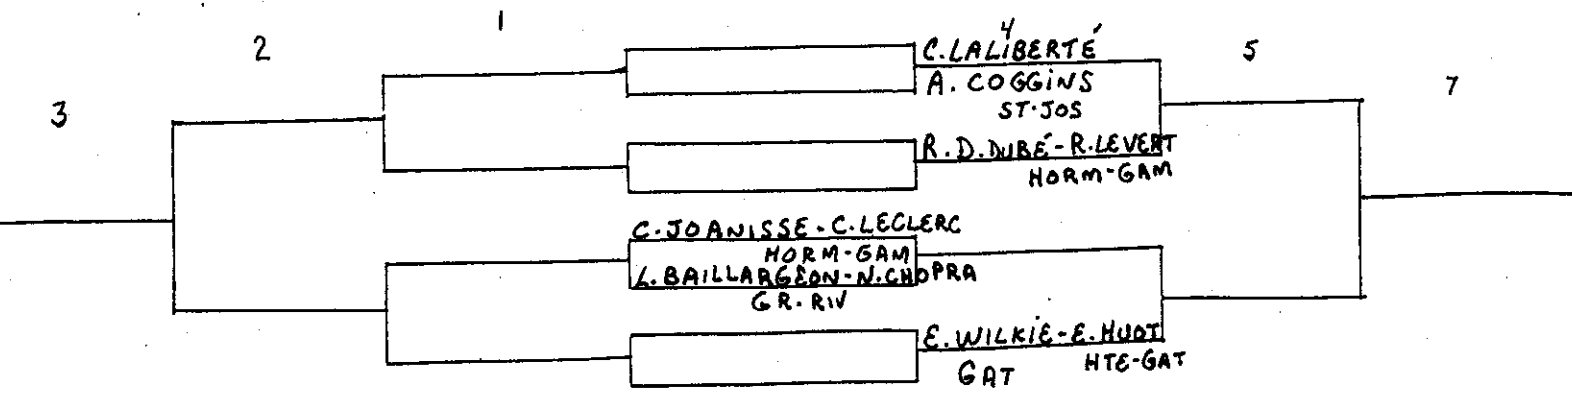 1
4
2
C. LALIBERTÉ
5
A. COGGINS
7
3
ST-JOS
R. D. DUBÉ - R. LEVERT
HORM-GAM
C. JOANISSE - C. LECLERC
HORM-GAM
L. BAILLARGEON - N. CHOPRA
GR. RIV
E. WILKIE - E. HUOT
GAT HTE-GAT